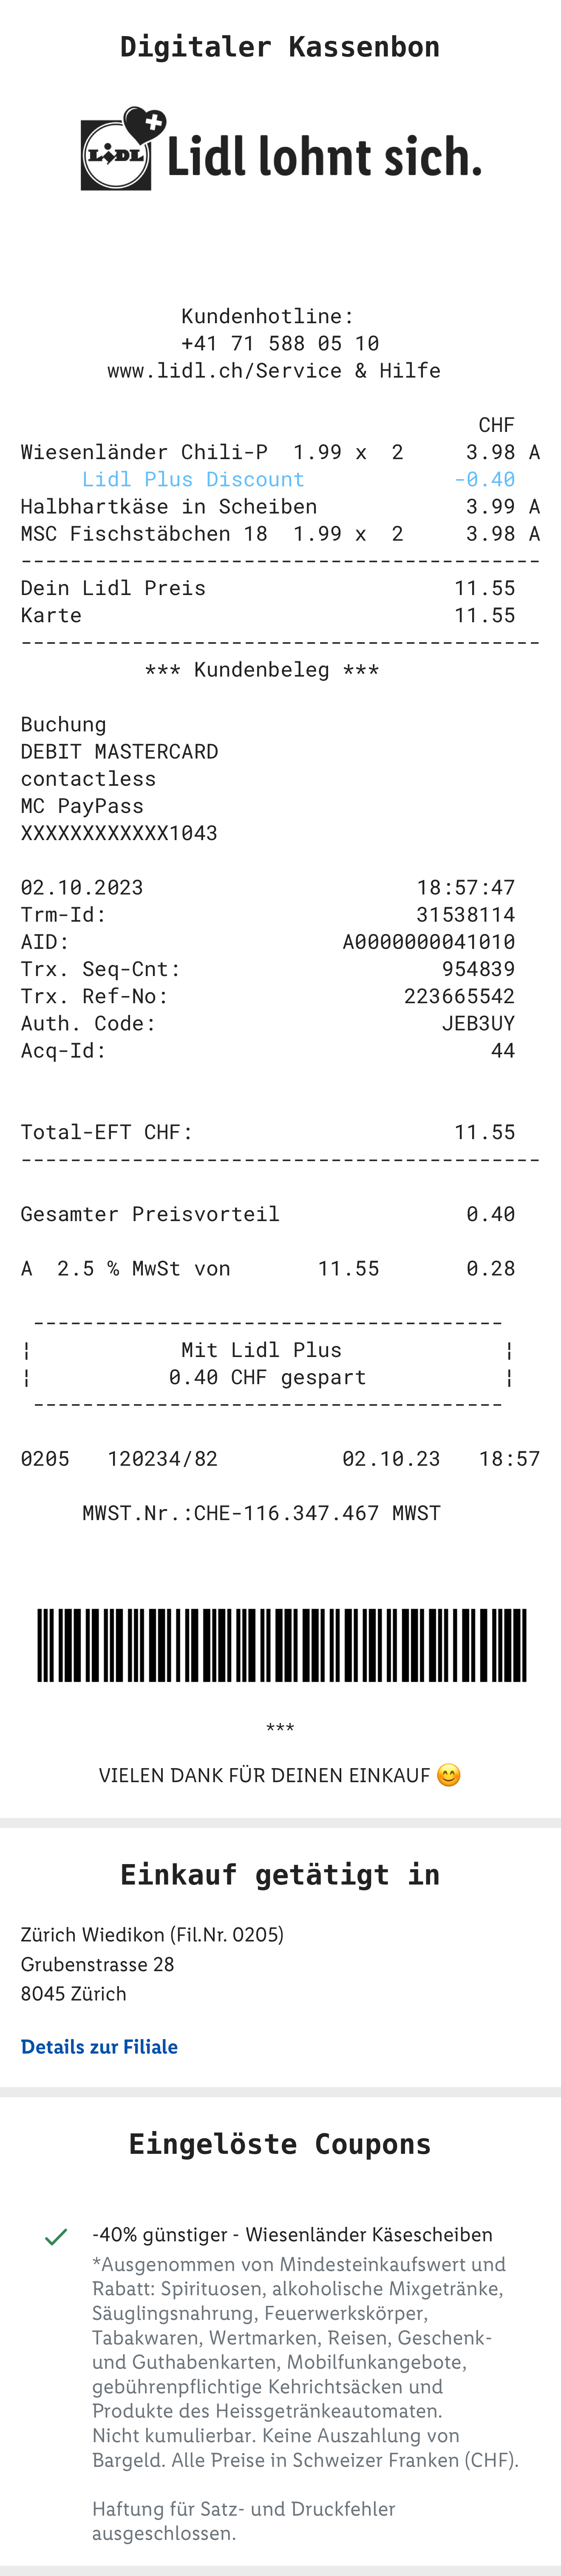 Digitaler Kassenbon
LIDL
Lidl lohnt sich.
Kundenhotline:
+41 71 588 05 10
www.lidl.ch/Service & Hilfe
CHF
Wiesenländer Chili-P 1.99 x 2 3.98 A
Lidl Plus Discount -0.40
Halbhartkäse in Scheiben 3.99 A
MSC Fischstäbchen 18 1.99 x 2 3.98 A
------------------------------------------
Dein Lidl Preis 11.55
Karte 11.55
------------------------------------------
*** Kundenbeleg ***
Buchung
DEBIT MASTERCARD
contactless
MC PayPass
XXXXXXXXXXXX1043
02.10.2023 18:57:47
Trm-Id: 31538114
AID: A0000000041010
Trx. Seq-Cnt: 954839
Trx. Ref-No: 223665542
Auth. Code: JEB3UY
Acq-Id: 44
Total-EFT CHF: 11.55
------------------------------------------
Gesamter Preisvorteil 0.40
A 2.5 % MwSt von 11.55 0.28
--------------------------------------
¦ Mit Lidl Plus ¦
¦ 0.40 CHF gespart ¦
--------------------------------------
0205 120234/82 02.10.23 18:57
MWST.Nr.:CHE-116.347.467 MWST
***
VIELEN DANK FÜR DEINEN EINKAUF 😊
Einkauf getätigt in
Zürich Wiedikon (Fil.Nr. 0205)
Grubenstrasse 28
8045 Zürich
Details zur Filiale
Eingelöste Coupons
-40% günstiger - Wiesenländer Käsescheiben
*Ausgenommen von Mindesteinkaufswert und
Rabatt: Spirituosen, alkoholische Mixgetränke,
Säuglingsnahrung, Feuerwerkskörper,
Tabakwaren, Wertmarken, Reisen, Geschenk-
und Guthabenkarten, Mobilfunkangebote,
gebührenpflichtige Kehrichtsäcken und
Produkte des Heissgetränkeautomaten.
Nicht kumulierbar. Keine Auszahlung von
Bargeld. Alle Preise in Schweizer Franken (CHF).
Haftung für Satz- und Druckfehler
ausgeschlossen.